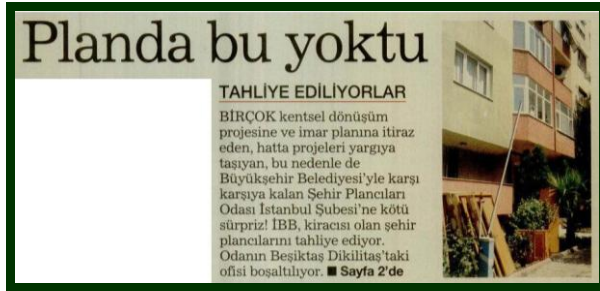 Planda bu yoktu
TAHLİYE EDİLİYORLAR
BİRÇOK kentsel dönüşüm
projesine ve imar planına itiraz
eden, hatta projeleri yargıya
taşıyan, bu nedenle de
Büyükşehir Belediyesi'yle karşı
karşıya kalan Şehir Plancıları
Odası İstanbul Şubesi'ne kötü
sürpriz! İBB, kiracısı olan şehir
plancılarını tahliye ediyor.
Odanın Beşiktaş Dikilitaş'taki
ofisi boşaltılıyor. ■ Sayfa 2'de